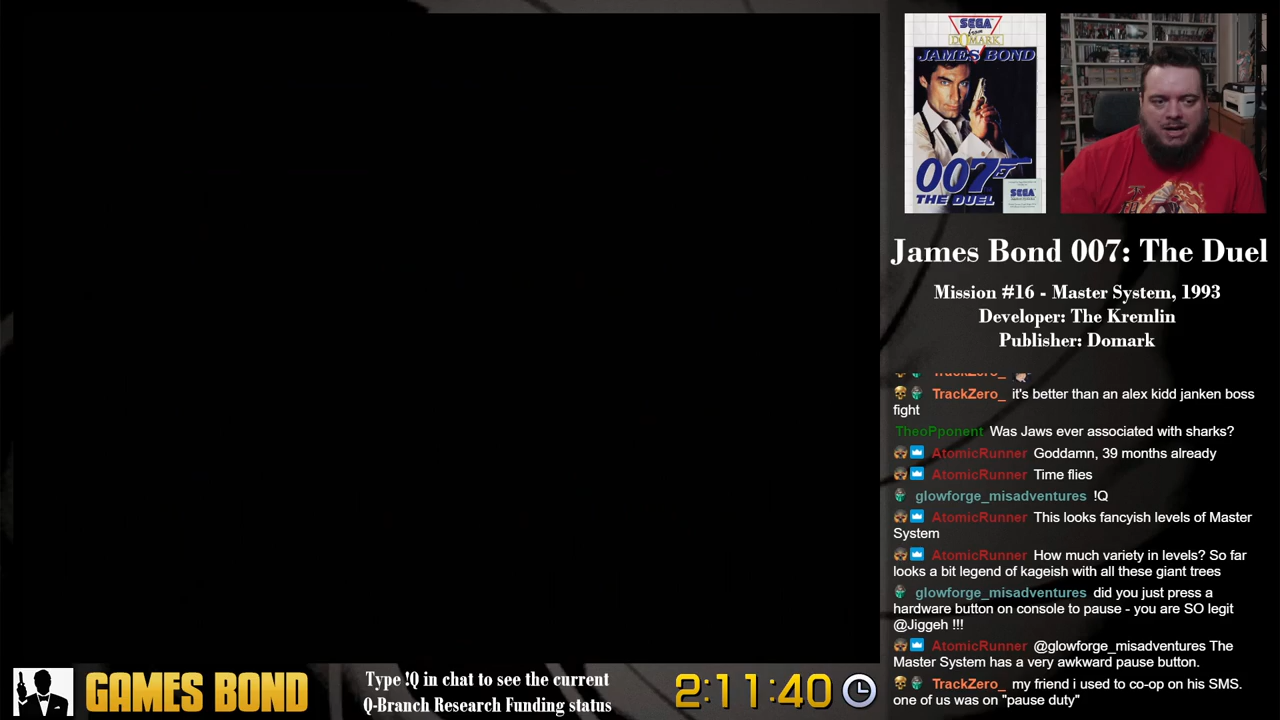 SEGA
from
DOMARK
JAMES BOND
007
THE DUEL
SEGA
James Bond 007: The Duel
Mission #16 - Master System, 1993
Developer: The Kremlin
Publisher: Domark
TrackZero_
TrackZero_ it's better than an alex kidd janken boss
fight
TheoPponent Was Jaws ever associated with sharks?
AtomicRunner Goddamn, 39 months already
AtomicRunner Time flies
glowforge_misadventures !Q
AtomicRunner This looks fancyish levels of Master
System
AtomicRunner How much variety in levels? So far
looks a bit legend of kageish with all these giant trees
glowforge_misadventures did you just press a
hardware button on console to pause - you are SO legit
@Jiggeh !!!
AtomicRunner @glowforge_misadventures The
Master System has a very awkward pause button.
TrackZero_ my friend i used to co-op on his SMS.
one of us was on "pause duty"
GAMES BOND
Type !Q in chat to see the current
Q-Branch Research Funding status
2:11:40